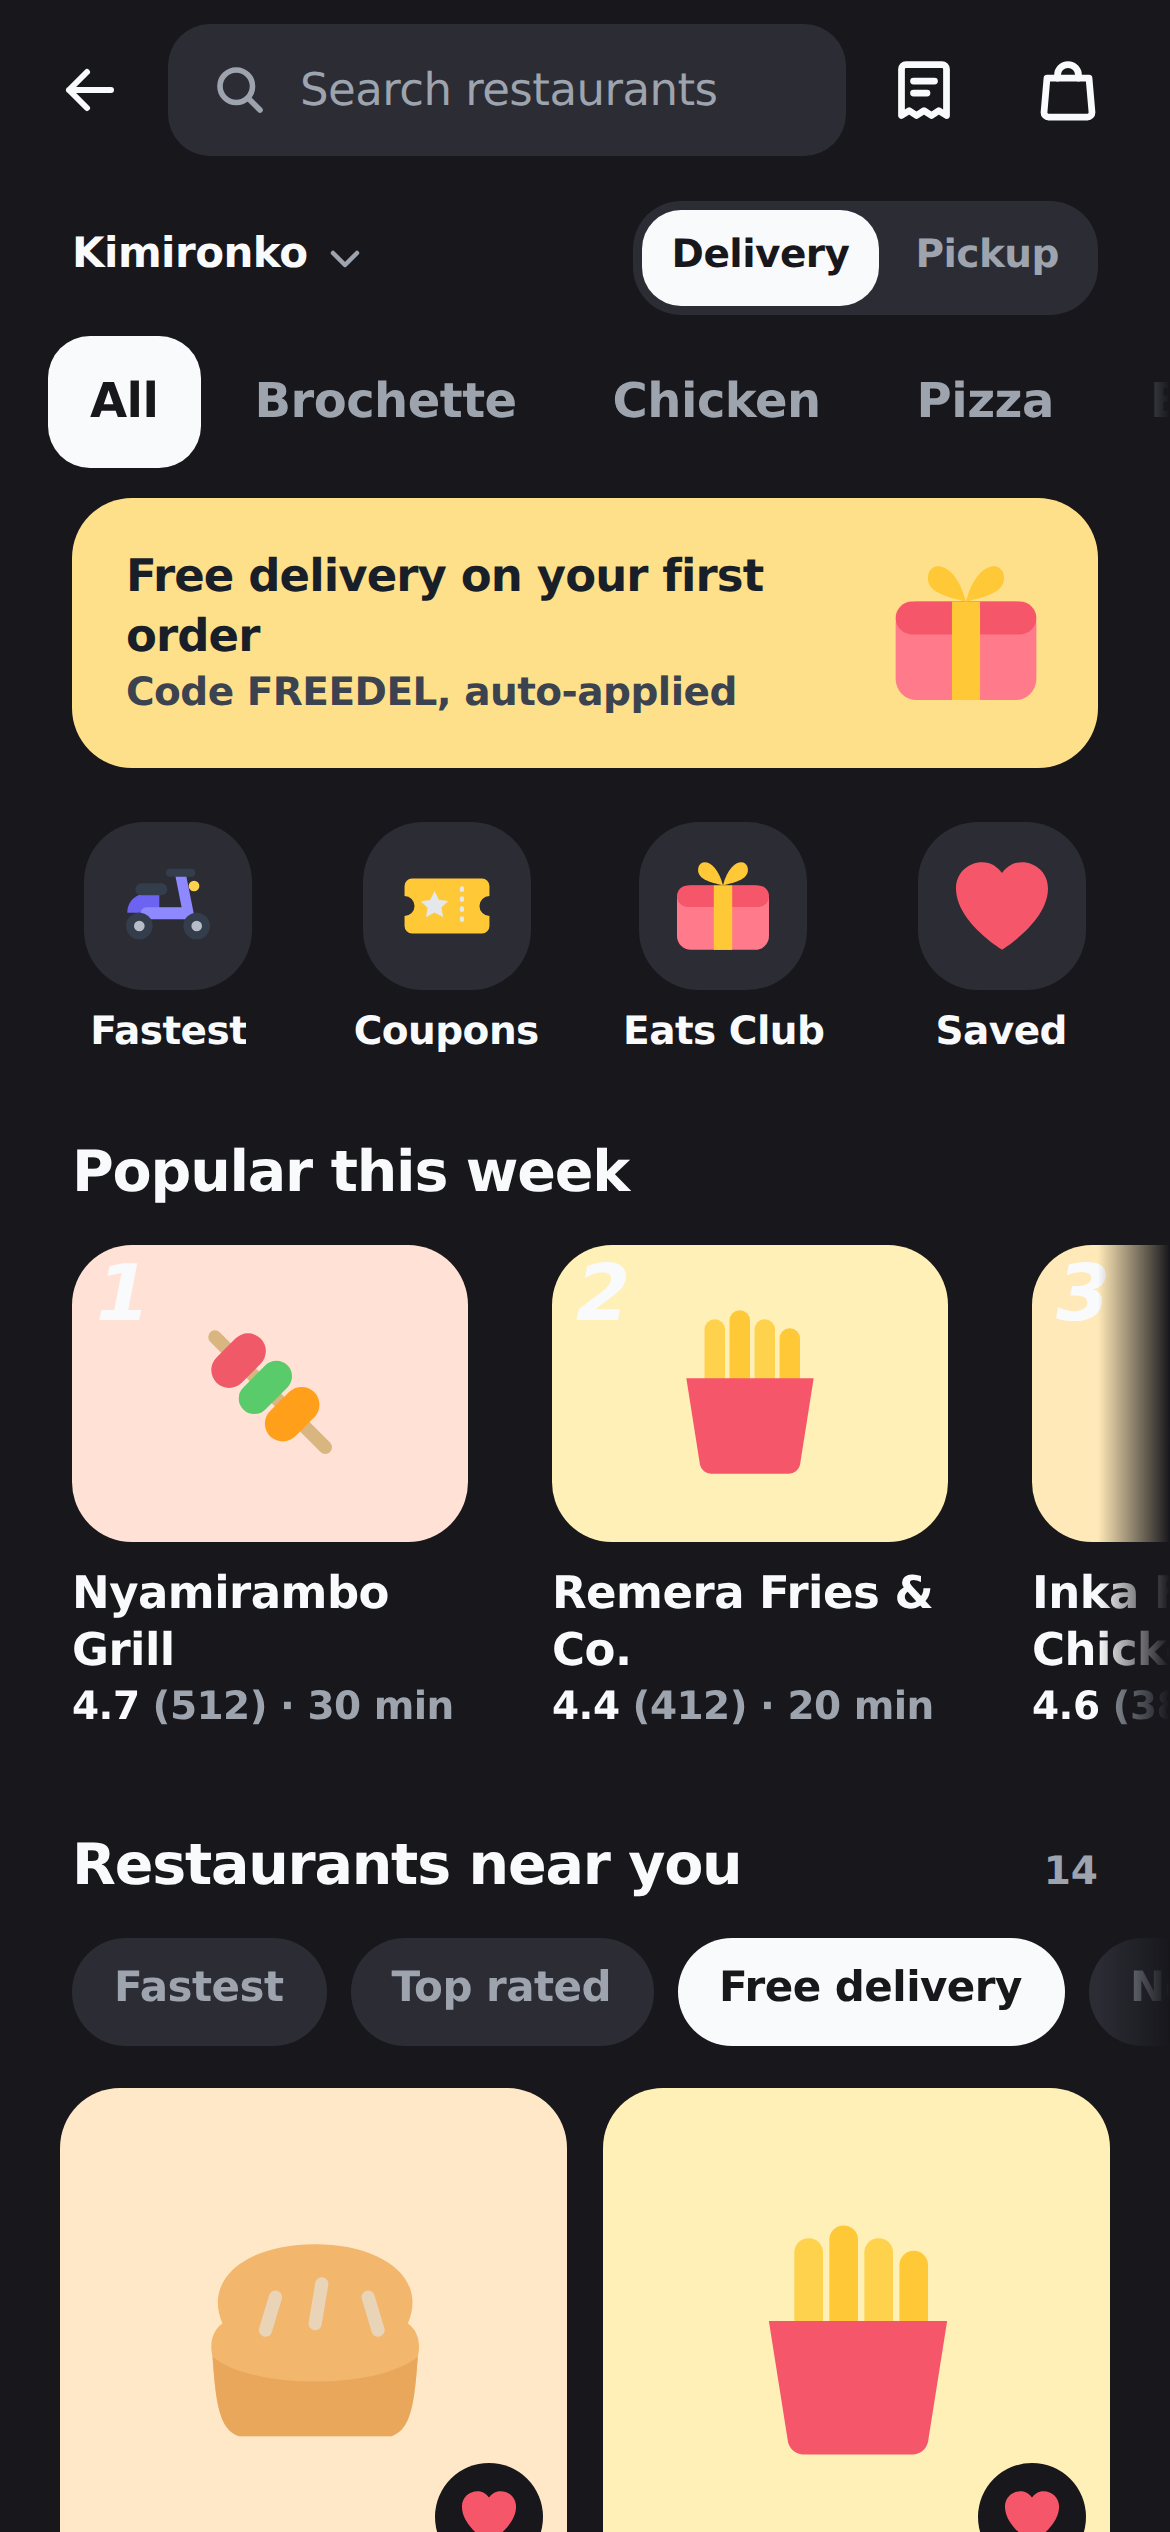 Search restaurants
Kimironko
Delivery
Pickup
All
Brochette
Chicken
Pizza
Free delivery on your first
order
Code FREEDEL, auto-applied
Fastest
Coupons
Eats Club
Saved
Popular this week
1
2
3
Nyamirambo
Grill
4.7 (512) · 30 min
Remera Fries &
Co.
4.4 (412) · 20 min
Inka
Chick
4.6
Restaurants near you
14
Fastest
Top rated
Free delivery